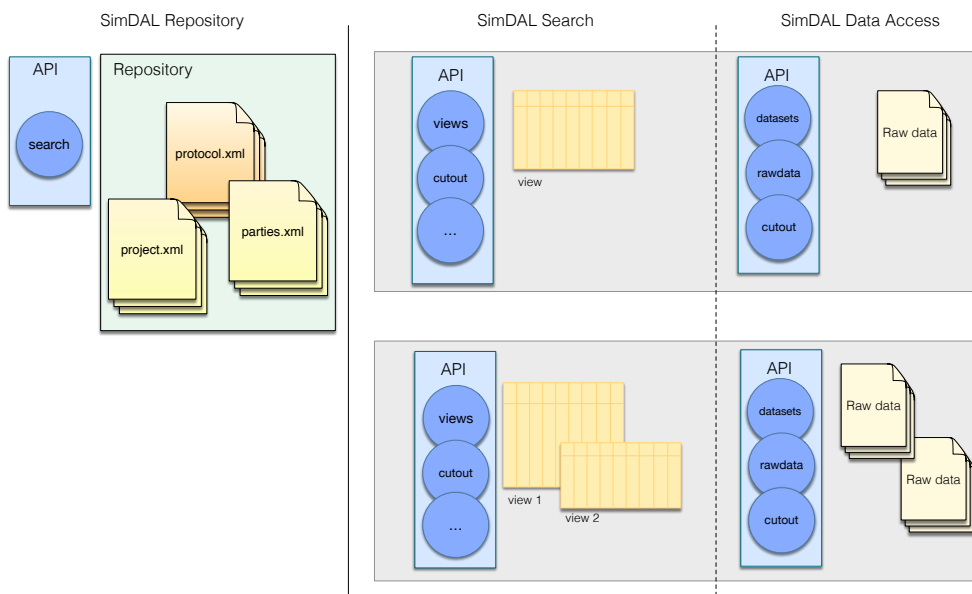 SimDAL Repository
SimDAL Search
SimDAL Data Access
API
search
Repository
protocol.xml
project.xml
parties.xml
API
views
cutout
...
view
API
datasets
rawdata
cutout
Raw data
API
views
cutout
...
view 1
view 2
API
datasets
rawdata
cutout
Raw data
Raw data